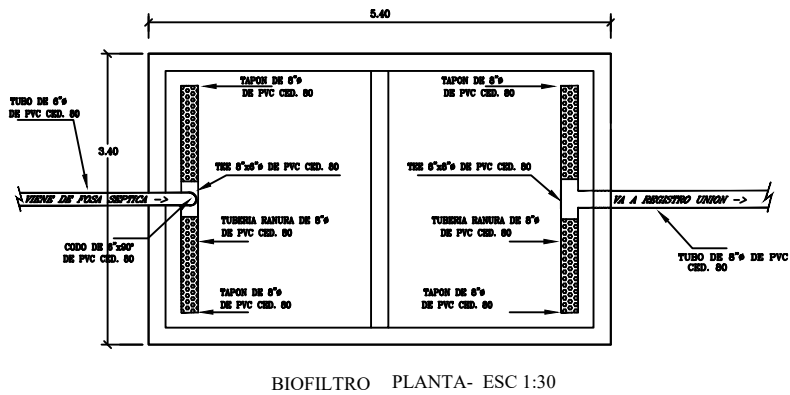 5.40
TAPON DE 8"ø
DE PVC CED. 80
TAPON DE 8"ø
DE PVC CED. 80
TUBO DE 6"ø
DE PVC CED. 80
3.40
TEE 8"x6"ø DE PVC CED. 80
TEE 8"x8"ø DE PVC CED. 80
VIENE DE FOSA SEPTICA ->
VA A REGISTRO UNION ->
TUBERIA RANURA DE 8"ø
DE PVC CED. 80
TUBERIA RANURA DE 8"ø
DE PVC CED. 80
CODO DE 6"x90°
DE PVC CED. 80
TUBO DE 8"ø DE PVC
CED. 80
TAPON DE 8"ø
DE PVC CED. 80
TAPON DE 8"ø
DE PVC CED. 80
BIOFILTRO PLANTA- ESC 1:30